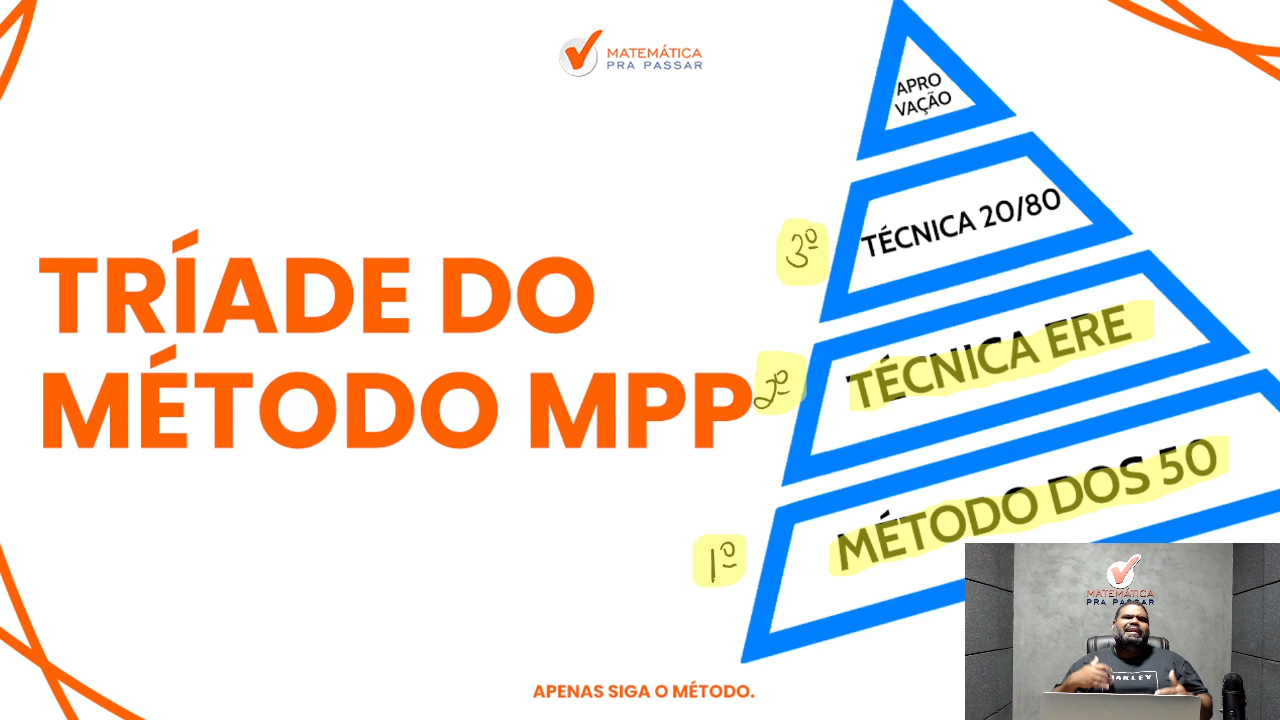 MATEMÁTICA
PRA PASSAR
TRÍADE DO
MÉTODO MPP
APRO
VAÇÃO
3º
TÉCNICA 20/80
2º
TÉCNICA ERE
1º
MÉTODO DOS 50
MATEMÁTICA
PRA PASSAR
OAKLEY
APENAS SIGA O MÉTODO.